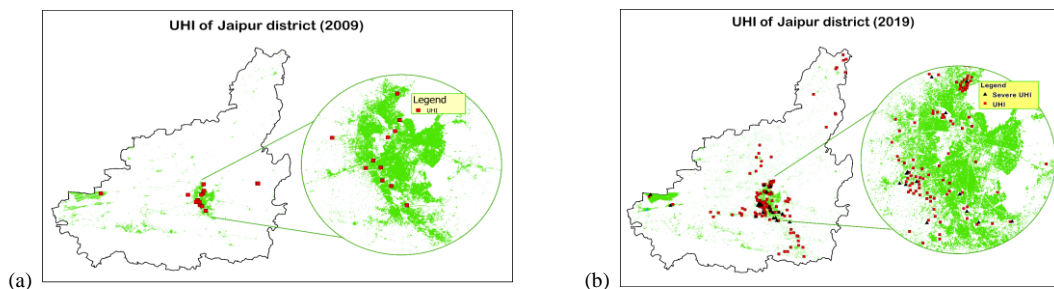 UHI of Jaipur district (2009)
Legend
UHI
(a)
UHI of Jaipur district (2019)
Legend
Severe UHI
UHI
(b)